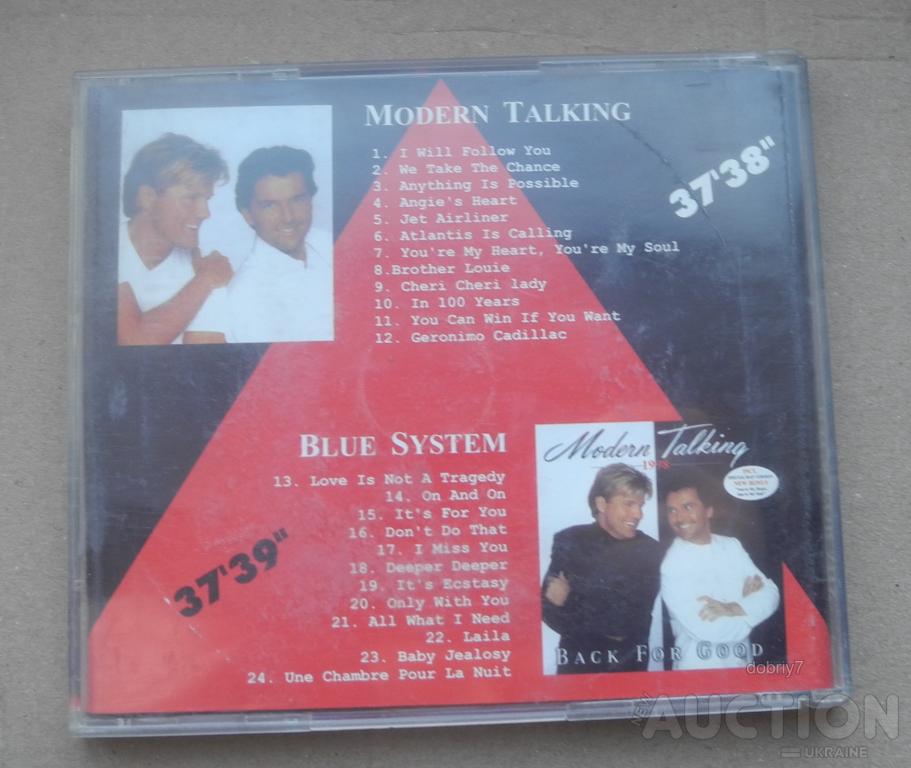 MODERN TALKING
1. I Will Follow You
2. We Take The Chance
3. Anything Is Possible
4. Angie's Heart
5. Jet Airliner
6. Atlantis Is Calling
7. You're My Heart, You're My Soul
8.Brother Louie
9. Cheri Cheri lady
10. In 100 Years
11. You Can Win If You Want
12. Geronimo Cadillac
37'38"
BLUE SYSTEM
13. Love Is Not A Tragedy
14. On And On
15. It's For You
16. Don't Do That
17. I Miss You
18. Deeper Deeper
19. It's Ecstasy
20. Only With You
21. All What I Need
22. Laila
23. Baby Jealosy
24. Une Chambre Pour La Nuit
37'39"
Modern Talking
1998
INCL.
NEW BONUS
BACK FOR GOOD
dobriy7
NEW AUCTION
UKRAINE